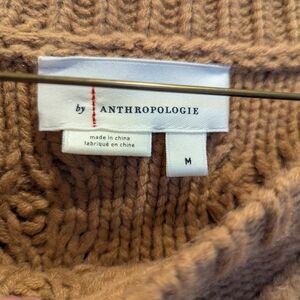 by ANTHROPOLOGIE
made in china
fabriqué en chine
M